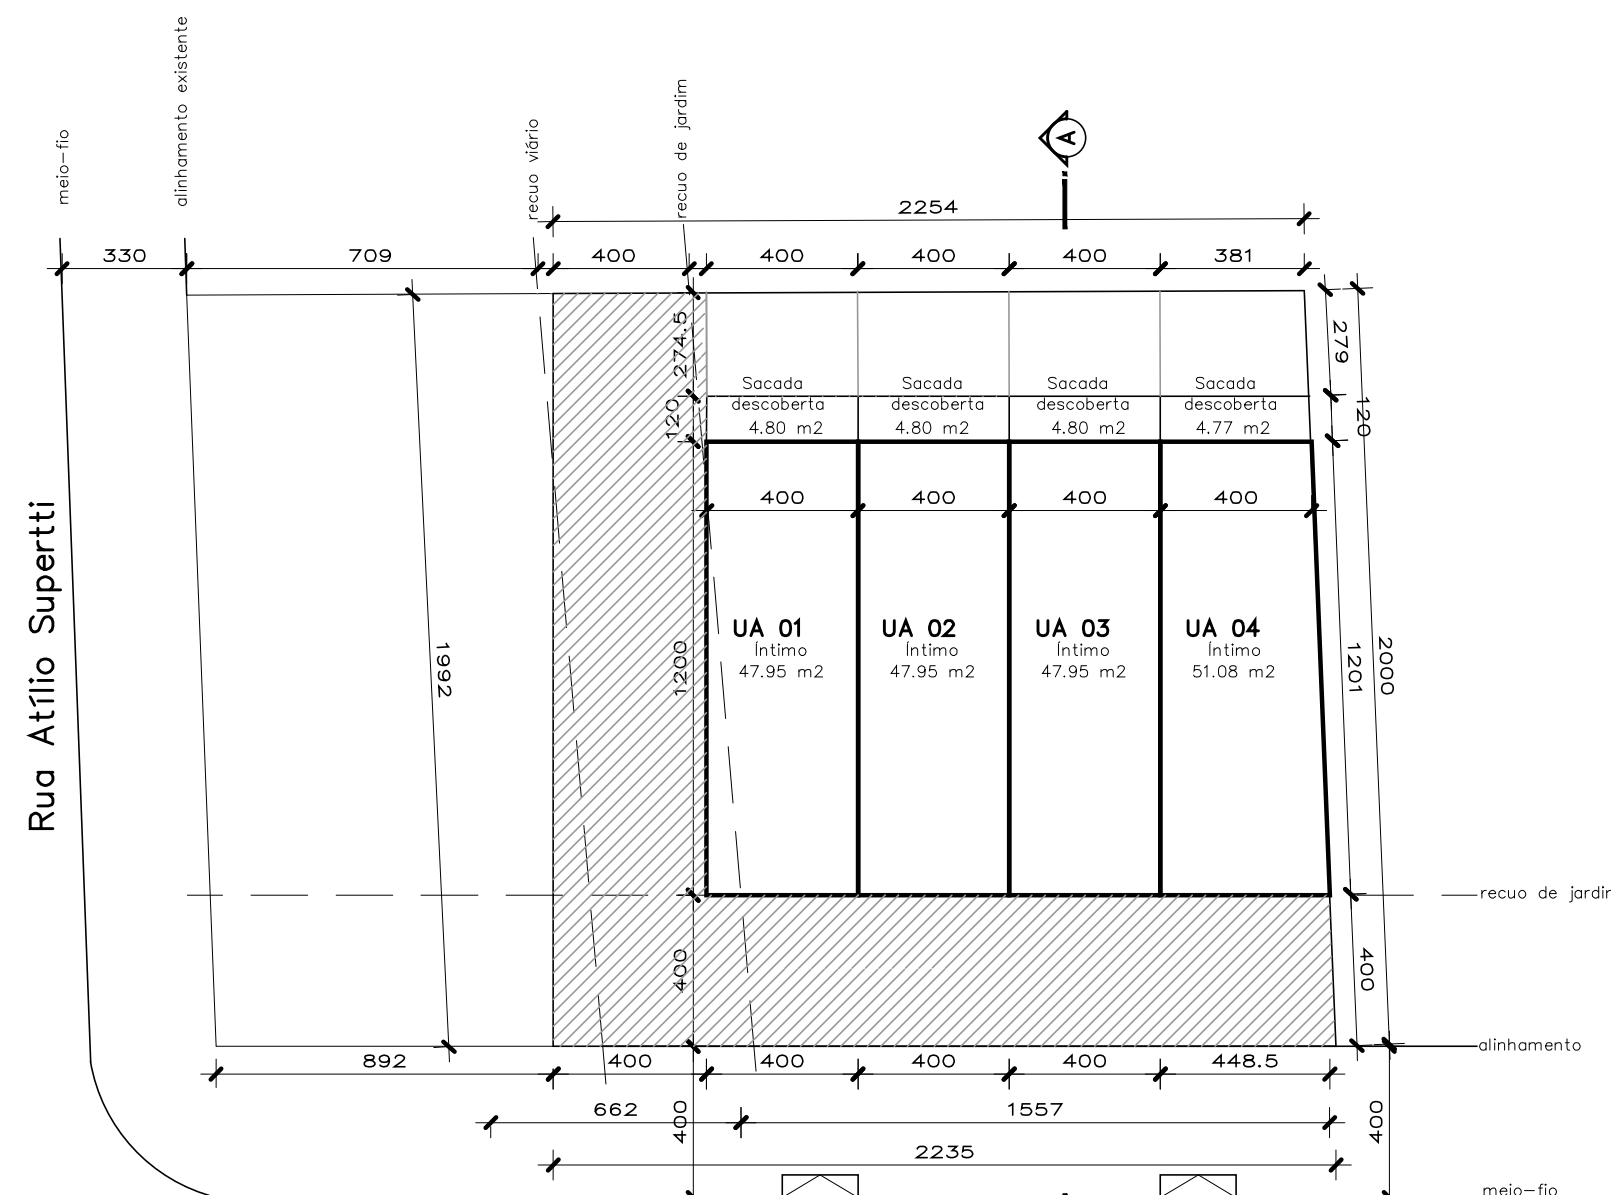 meio-fio
alinhamento existente
recuo viário
recuo de jardim
A
2254
330
709
400
400
400
400
381
279
274.5
Sacada
descoberta
4.80 m2
Sacada
descoberta
4.80 m2
Sacada
descoberta
4.80 m2
Sacada
descoberta
4.77 m2
120
120
400
400
400
400
Rua Atílio Supertti
1992
1200
UA 01
Íntimo
47.95 m2
UA 02
Íntimo
47.95 m2
UA 03
Íntimo
47.95 m2
UA 04
Íntimo
51.08 m2
1201
2000
recuo de jardir
400
400
alinhamento
892
400
400
400
400
448.5
662
400
1557
400
2235
meio-fio